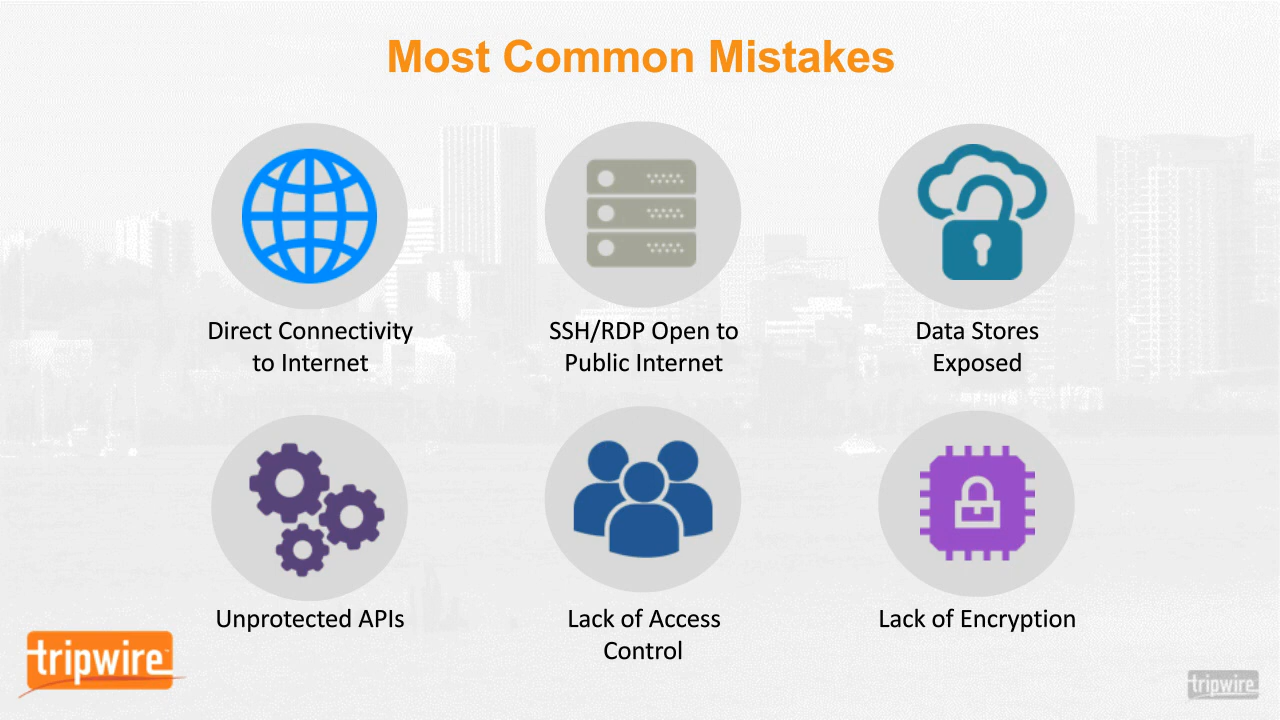 Most Common Mistakes
Direct Connectivity
to Internet
SSH/RDP Open to
Public Internet
Data Stores
Exposed
Unprotected APIs
Lack of Access
Control
Lack of Encryption
tripwire™
tripwire